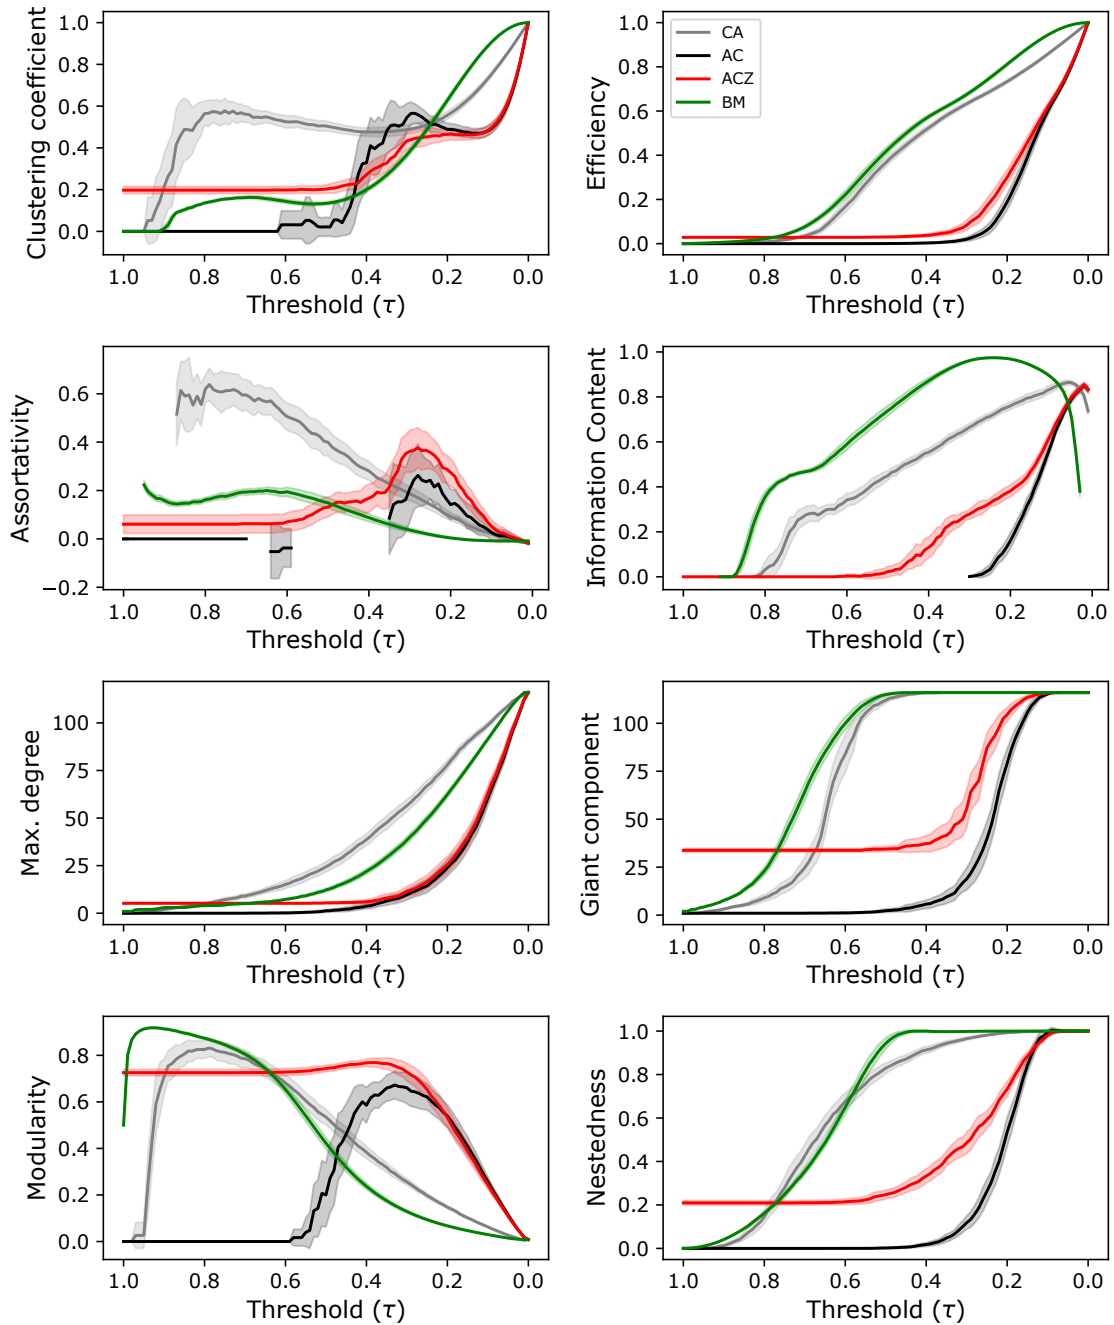 Clustering coefficient
1.0
0.8
0.6
0.4
0.2
0.0
1.0 0.8 0.6 0.4 0.2 0.0
Threshold (τ)
Efficiency
1.0
0.8
0.6
0.4
0.2
0.0
CA
AC
ACZ
BM
1.0 0.8 0.6 0.4 0.2 0.0
Threshold (τ)
Assortativity
0.6
0.4
0.2
0.0
−0.2
1.0 0.8 0.6 0.4 0.2 0.0
Threshold (τ)
Information Content
1.0
0.8
0.6
0.4
0.2
0.0
1.0 0.8 0.6 0.4 0.2 0.0
Threshold (τ)
Max. degree
100
75
50
25
0
1.0 0.8 0.6 0.4 0.2 0.0
Threshold (τ)
Giant component
100
75
50
25
0
1.0 0.8 0.6 0.4 0.2 0.0
Threshold (τ)
Modularity
0.8
0.6
0.4
0.2
0.0
1.0 0.8 0.6 0.4 0.2 0.0
Threshold (τ)
Nestedness
1.0
0.8
0.6
0.4
0.2
0.0
1.0 0.8 0.6 0.4 0.2 0.0
Threshold (τ)